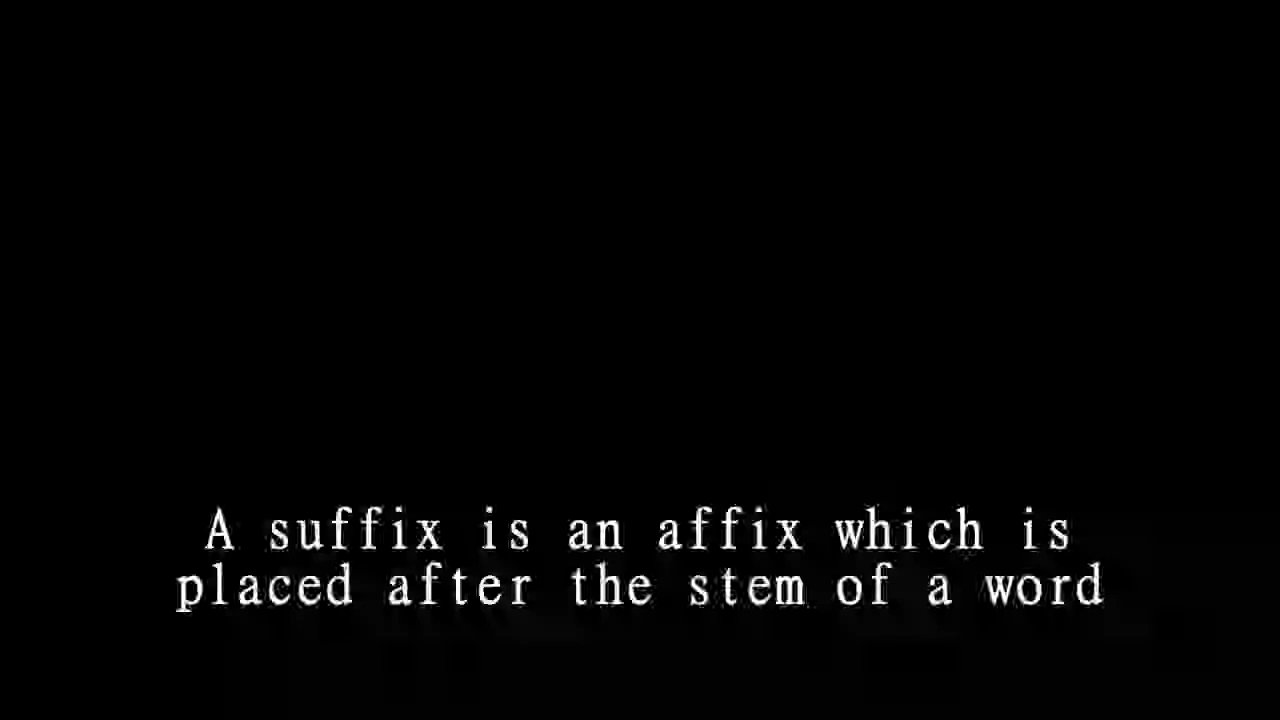 A suffix is an affix which is
placed after the stem of a word